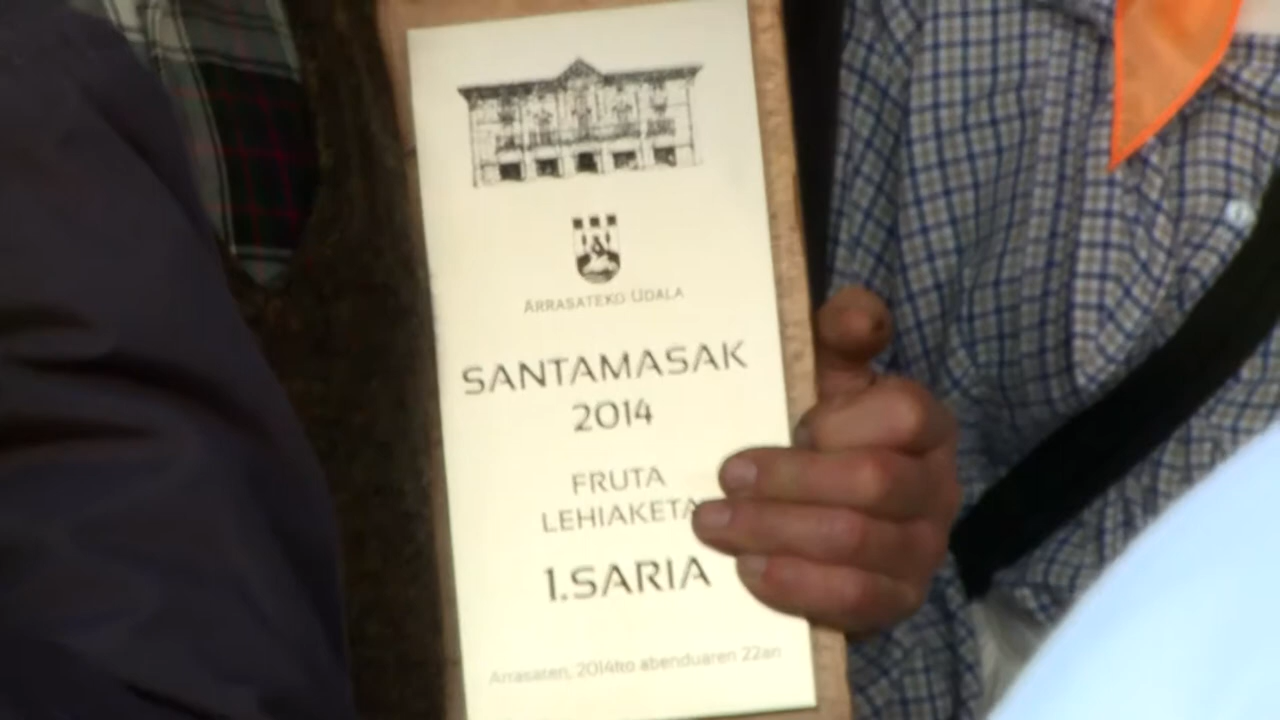 ARRASATEKO UDALA
SANTAMASAK
2014
FRUTA
LEHIAKETA
1.SARIA
Arrasaten, 2014ko abenduaren 22an